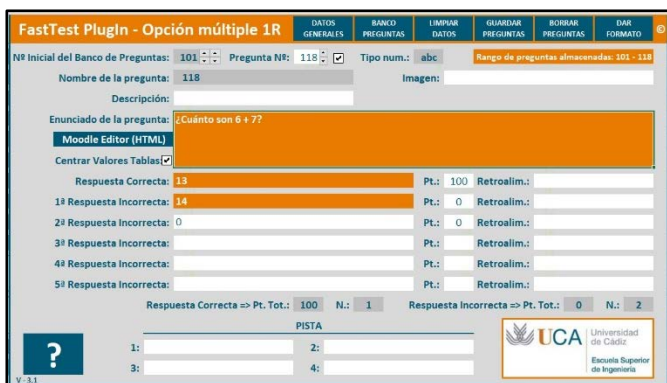 FastTest PlugIn - Opción múltiple 1R
DATOS GENERALES
BANCO PREGUNTAS
LIMPIAR DATOS
GUARDAR PREGUNTAS
BORRAR PREGUNTAS
DAR FORMATO
©
Nº Inicial del Banco de Preguntas: 101 Pregunta Nº: 118 Tipo num.: abc Rango de preguntas almacenadas: 101 - 118
Nombre de la pregunta: 118 Imagen:
Descripción:
Enunciado de la pregunta: ¿Cuánto son 6 + 7?
Moodle Editor (HTML)
Centrar Valores Tablas:
Respuesta Correcta: 13 Pt.: 100 Retroalim.:
1ª Respuesta Incorrecta: 14 Pt.: 0 Retroalim.:
2ª Respuesta Incorrecta: 0 Pt.: 0 Retroalim.:
3ª Respuesta Incorrecta: Pt.: Retroalim.:
4ª Respuesta Incorrecta: Pt.: Retroalim.:
5ª Respuesta Incorrecta: Pt.: Retroalim.:
Respuesta Correcta => Pt. Tot.: 100 N.: 1 Respuesta Incorrecta => Pt. Tot.: 0 N.: 2
PISTA
1: 2:
3: 4:
?
V - 3.1
UCA
Universidad
de Cádiz
Escuela Superior
de Ingeniería